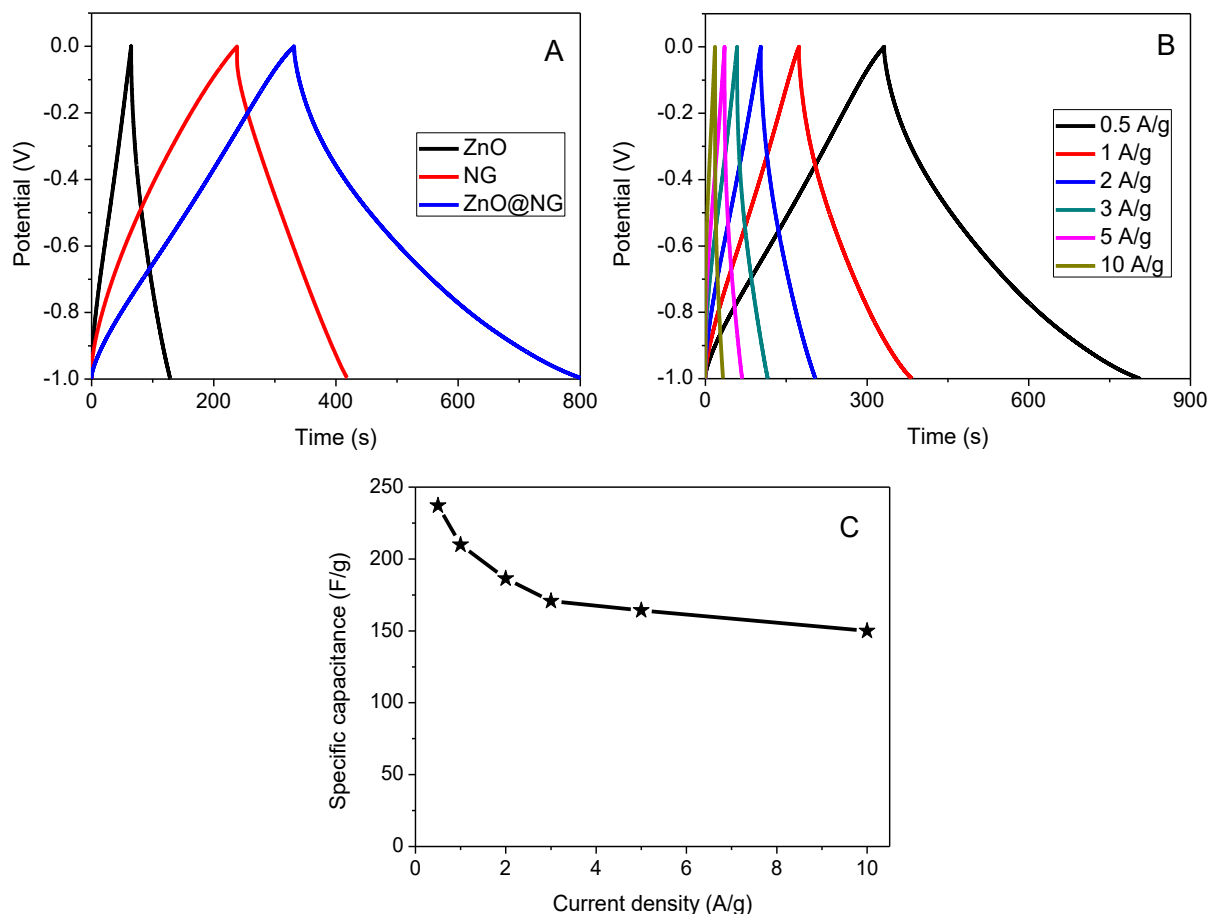 A
0.0
-0.2
-0.4
-0.6
-0.8
-1.0
Potential (V)
ZnO
NG
ZnO@NG
0
200
400
600
800
Time (s)
B
0.0
-0.2
-0.4
-0.6
-0.8
-1.0
Potential (V)
0.5 A/g
1 A/g
2 A/g
3 A/g
5 A/g
10 A/g
0
300
600
900
Time (s)
C
250
200
150
100
50
0
Specific capacitance (F/g)
0
2
4
6
8
10
Current density (A/g)